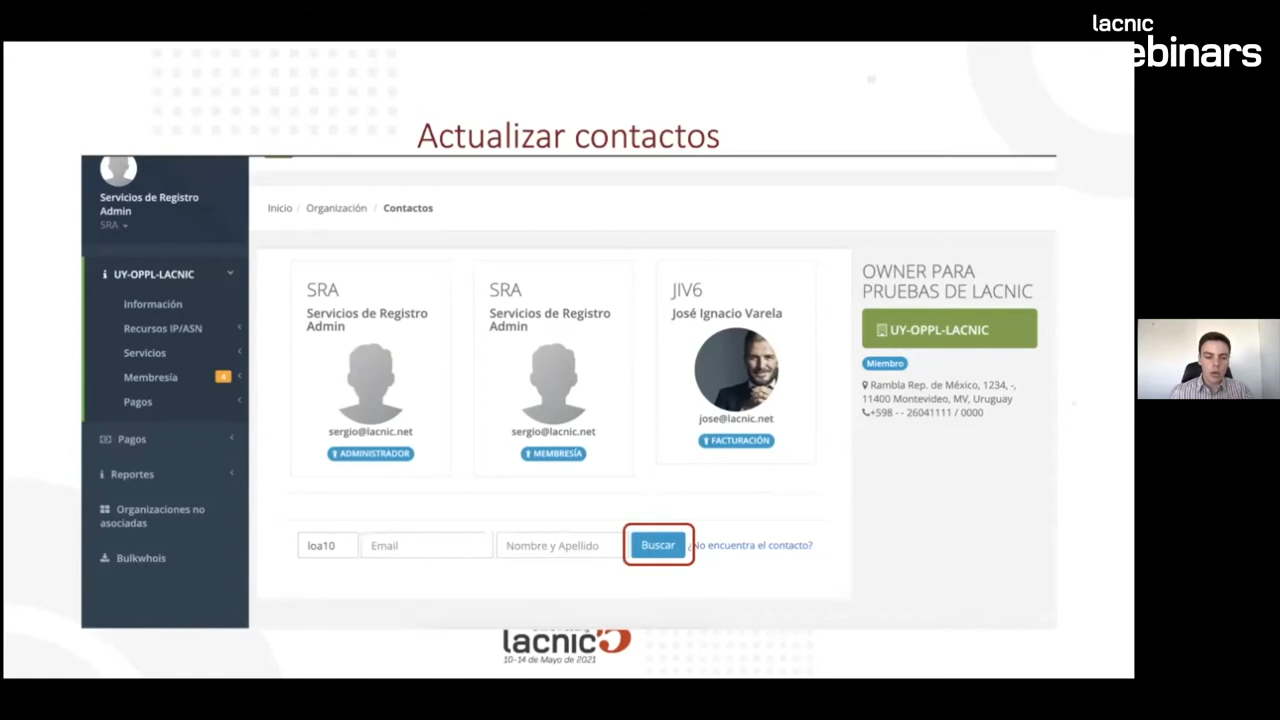 lacnic
ebinars
Actualizar contactos
Servicios de Registro
Admin
SRA
UY-OPPL-LACNIC
Información
Recursos IP/ASN
Servicios
Membresía 4
Pagos
Pagos
Reportes
Organizaciones no
asociadas
Bulkwhois
Inicio / Organización / Contactos
SRA
Servicios de Registro
Admin
sergio@lacnic.net
ADMINISTRADOR
SRA
Servicios de Registro
Admin
sergio@lacnic.net
MEMBRESÍA
JIV6
José Ignacio Varela
jose@lacnic.net
FACTURACIÓN
loa10 Email Nombre y Apellido Buscar ¿No encuentra el contacto?
OWNER PARA
PRUEBAS DE LACNIC
UY-OPPL-LACNIC
Miembro
Rambla Rep. de México, 1234, -,
11400 Montevideo, MV, Uruguay
+598 - - 26041111 / 0000
lacnic35
10-14 de Mayo de 2021